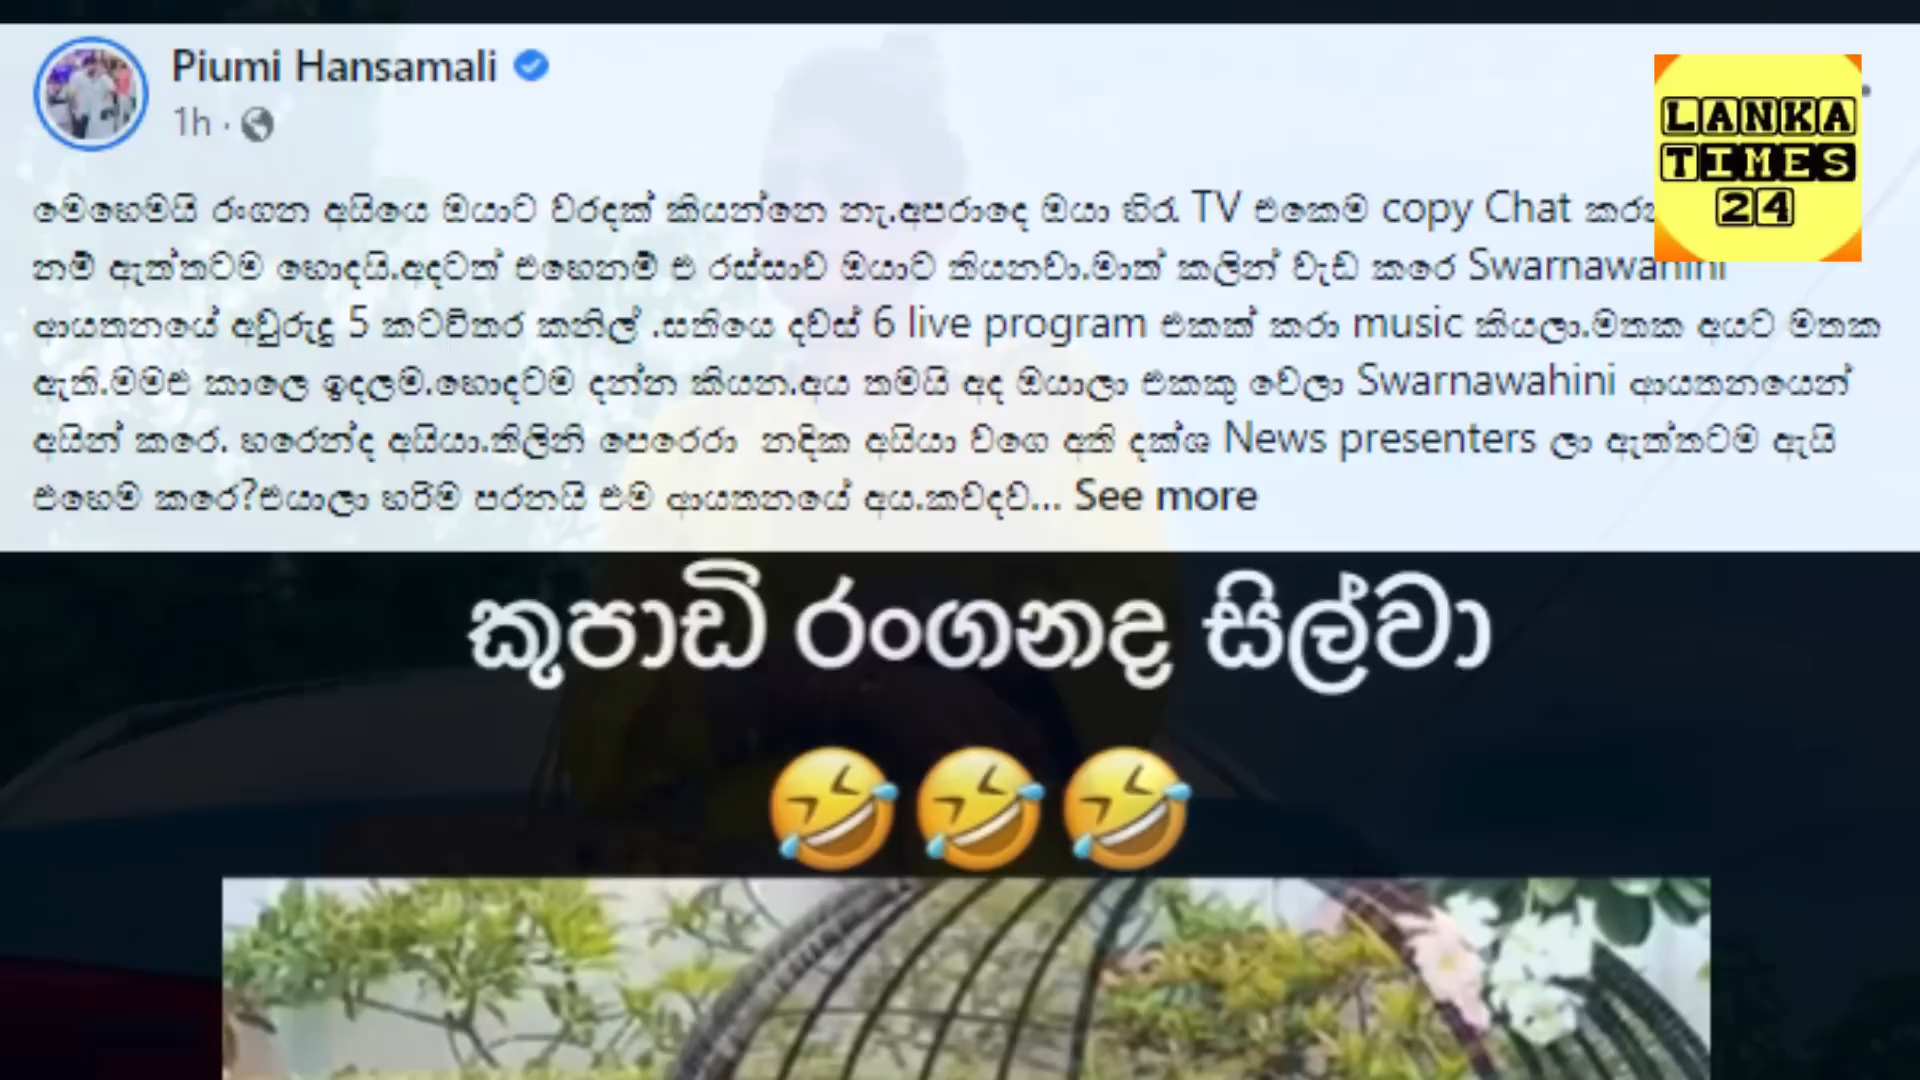 Piumi Hansamali
1h ·
LANKA
TIMES
24
මෙහෙමයි රංගන අයියෙ ඔයාට වරදක් කියන්නෙ නැ.අපරාදෙ ඔයා හිරු TV එකෙම copy Chat
නම් ඇත්තටම හොදයි.අදටත් එහෙනම් එ රස්සාව ඔයාට තියනවා.මාත් කලින් වැඩ කරෙ Swarnawahini
ආයතනයේ අවුරුදු 5 කටවිතර කනිල් .සතියෙ දවස් 6 live program එකක් කරා music කියලා.මතක අයට මතක
ඇති.මමඑ කාලෙ ඉදලම.හොදටම දන්න කියන.අය තමයි අද ඔයාලා එකකු වෙලා Swarnawahini ආයතනයෙන්
අයින් කරෙ. හරෙන්ද අයියා.තිලිනි පෙරෙරා නදික අයියා වගෙ අති දක්ශ News presenters ලා ඇත්තටම ඇයි
එහෙම කරෙ?එයාලා හරිම පරනයි එම ආයතනයේ අය.කවදව... See more
කුපාඩි රංගනද සිල්වා